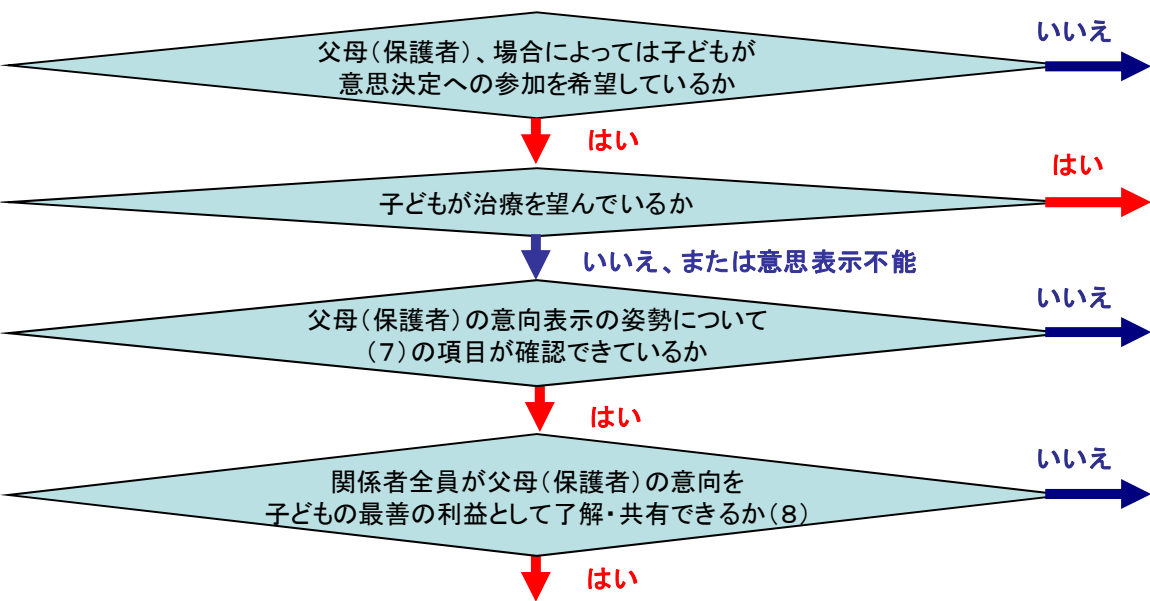 いいえ
父母（保護者）、場合によっては子どもが
意思決定への参加を希望しているか
はい
はい
子どもが治療を望んでいるか
いいえ、または意思表示不能
いいえ
父母（保護者）の意向表示の姿勢について
（７）の項目が確認できているか
はい
いいえ
関係者全員が父母（保護者）の意向を
子どもの最善の利益として了解・共有できるか（８）
はい